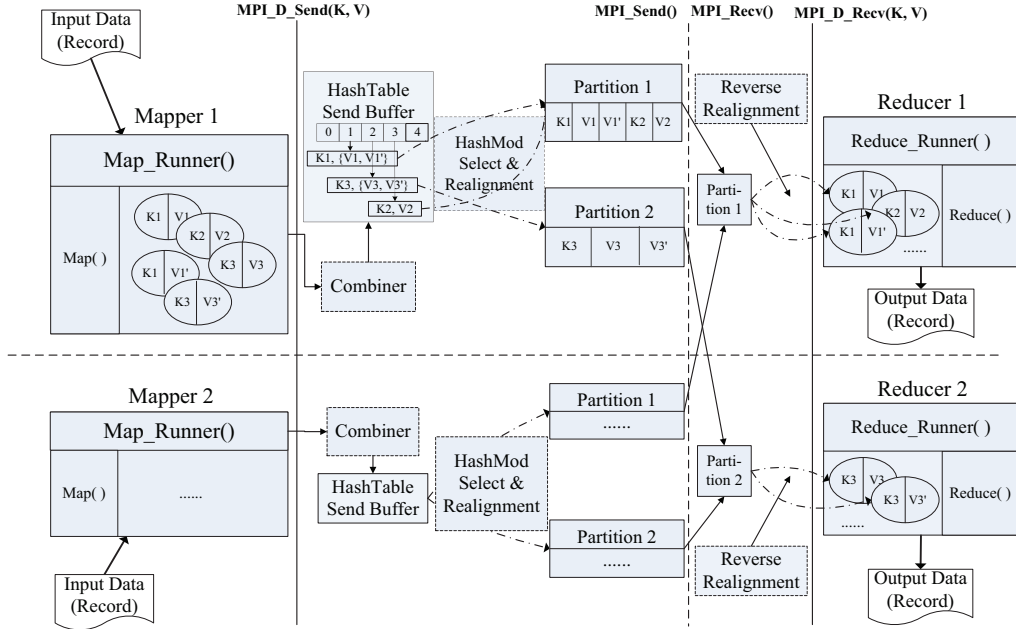 Input Data
(Record)
MPI_D_Send(K, V)
MPI_Send()
MPI_Recv()
MPI_D_Recv(K, V)
Mapper 1
Map_Runner()
Map( )
K1 V1
K2 V2
K3 V3
K1 V1'
K3 V3'
HashTable
Send Buffer
0 1 2 3 4
K1, {V1, V1'}
K3, {V3, V3'}
K2, V2
Combiner
HashMod
Select &
Realignment
Partition 1
K1 V1 V1' K2 V2
Partition 2
K3 V3 V3'
Reverse
Realignment
Parti-
tion 1
Reducer 1
Reduce_Runner( )
K1 V1
K2 V2
K1 V1'
......
Reduce( )
Output Data
(Record)
Mapper 2
Map_Runner()
Map( )
......
Input Data
(Record)
Combiner
HashTable
Send Buffer
HashMod
Select &
Realignment
Partition 1
......
Partition 2
......
Parti-
tion 2
Reverse
Realignment
Reducer 2
Reduce_Runner( )
K3 V3
K3 V3'
......
Reduce( )
Output Data
(Record)